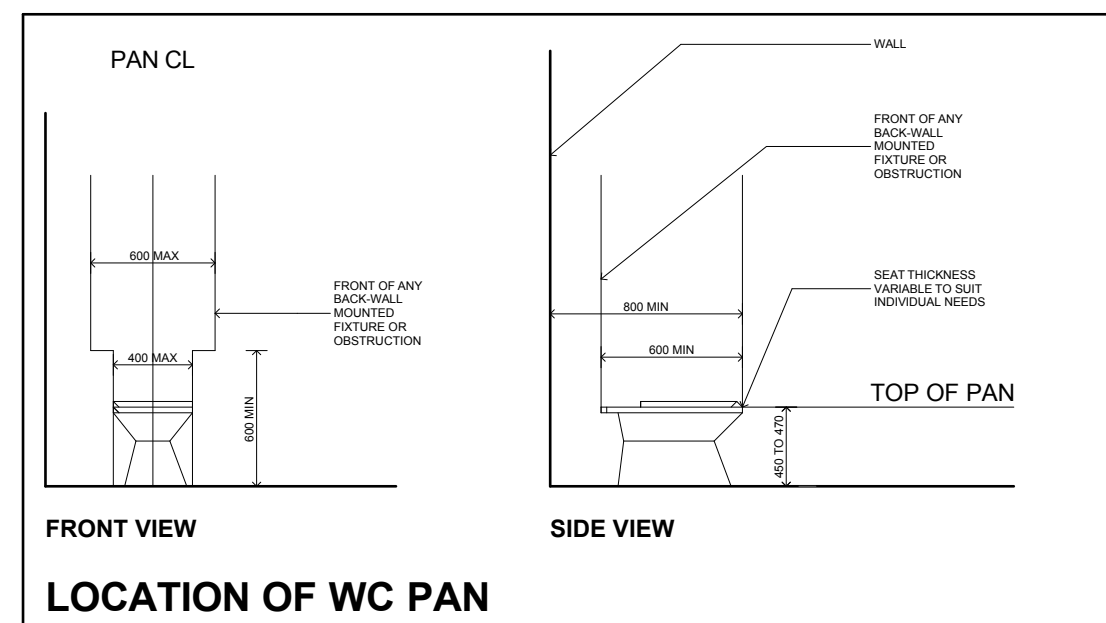 PAN CL
600 MAX
FRONT OF ANY
BACK-WALL
MOUNTED
FIXTURE OR
OBSTRUCTION
400 MAX
600 MIN
FRONT VIEW
WALL
FRONT OF ANY
BACK-WALL
MOUNTED
FIXTURE OR
OBSTRUCTION
SEAT THICKNESS
VARIABLE TO SUIT
INDIVIDUAL NEEDS
800 MIN
600 MIN
TOP OF PAN
450 TO 470
SIDE VIEW
LOCATION OF WC PAN